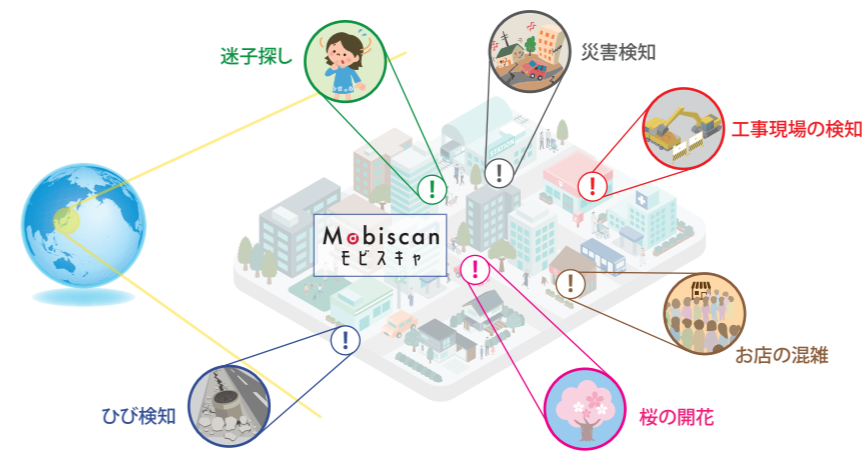 迷子探し
災害検知
工事現場の検知
STATION
Mobiscan
モビスキャ
!
!
!
!
!
!
お店の混雑
ひび検知
桜の開花